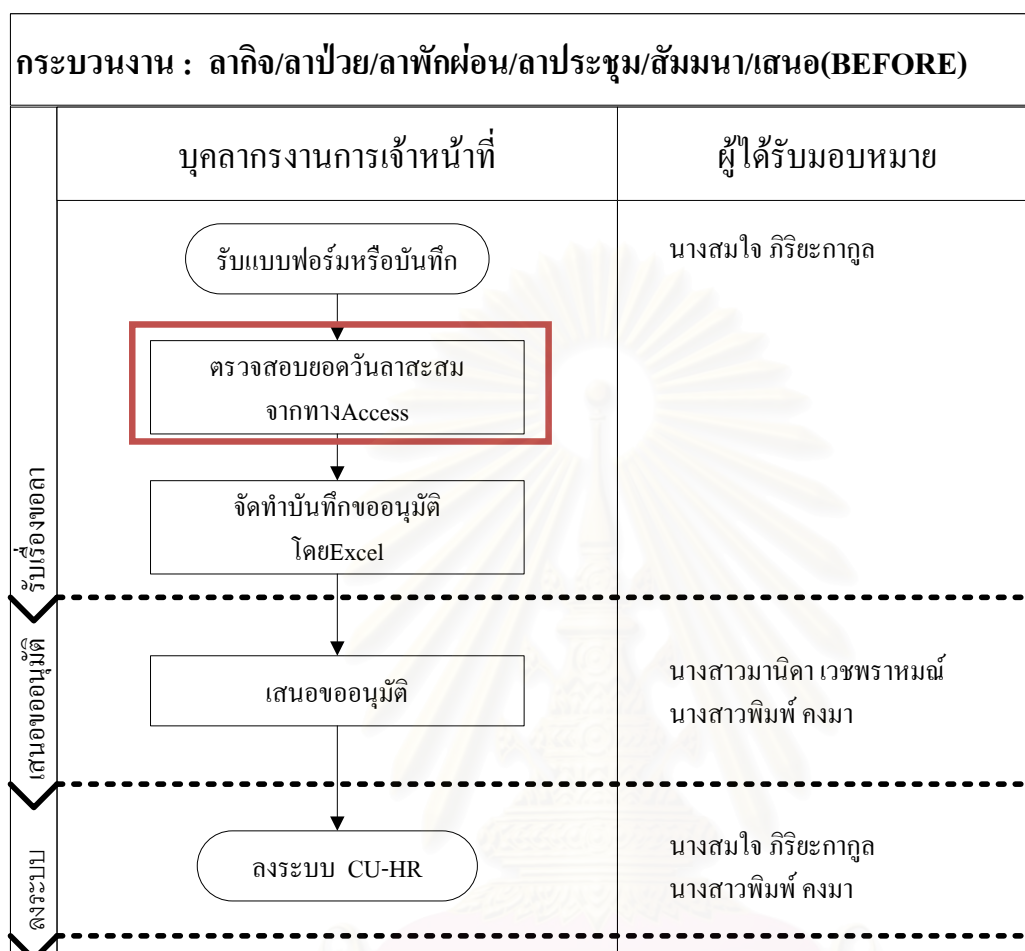 กระบวนงาน : ลากิจ/ลาป่วย/ลาพักผ่อน/ลาประชุม/สัมมนา/เสนอ(BEFORE)
บุคลากรงานการเจ้าหน้าที่
ผู้ได้รับมอบหมาย
รับเรื่องขอลา
รับแบบฟอร์มหรือบันทึก
นางสมใจ ภิริยะกากูล
ตรวจสอบยอดวันลาสะสม
จากทางAccess
จัดทำบันทึกขออนุมัติ
โดยExcel
เสนอขออนุมัติ
เสนอขออนุมัติ
นางสาวมานิดา เวชพราหมณ์
นางสาวพิมพ์ คงมา
ลงระบบ
ลงระบบ CU-HR
นางสมใจ ภิริยะกากูล
นางสาวพิมพ์ คงมา